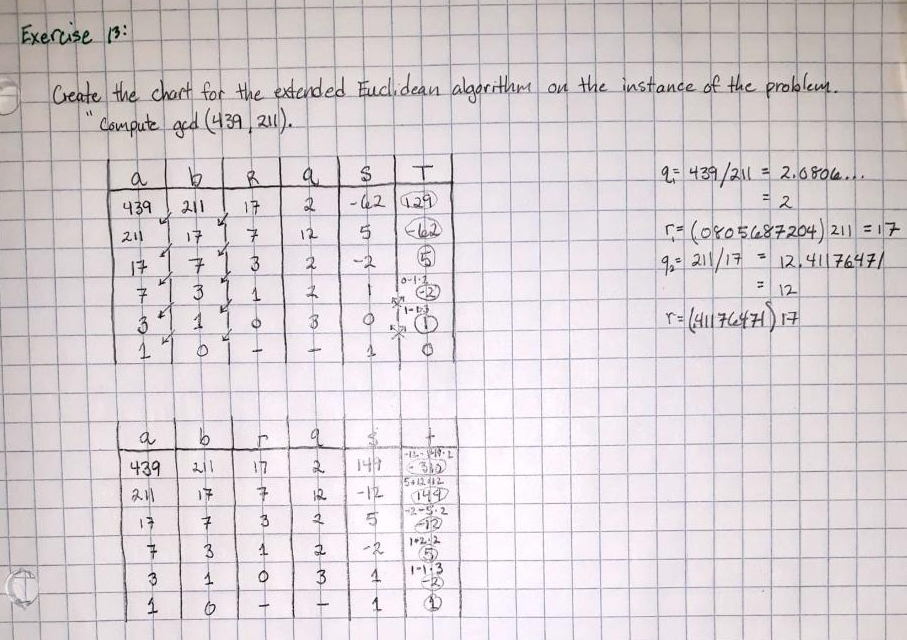 Exercise 13:
Create the chart for the extended Euclidean algorithm on the instance of the problem.
"Compute gcd (439, 211).
a b R q S T
439 211 17 2 -62 129
211 17 7 12 5 -62
17 7 3 2 -2 5
7 3 1 2 1 0-1·2 -2
3 1 0 3 0 1-1·3 1
1 0 - - 1 0
q= 439/211 = 2.0806...
= 2
r= (.0805687204) 211 = 17
q2= 211/17 = 12.41176471
= 12
r= (41176471) 17
a b r q s t
439 211 17 2 149 -12-149·2 -310
211 17 7 12 -12 5+12·12 149
17 7 3 2 5 -2-5·2 -12
7 3 1 2 -2 1+2·2 5
3 1 0 3 1 1-1·3 -2
1 0 - - 1 1